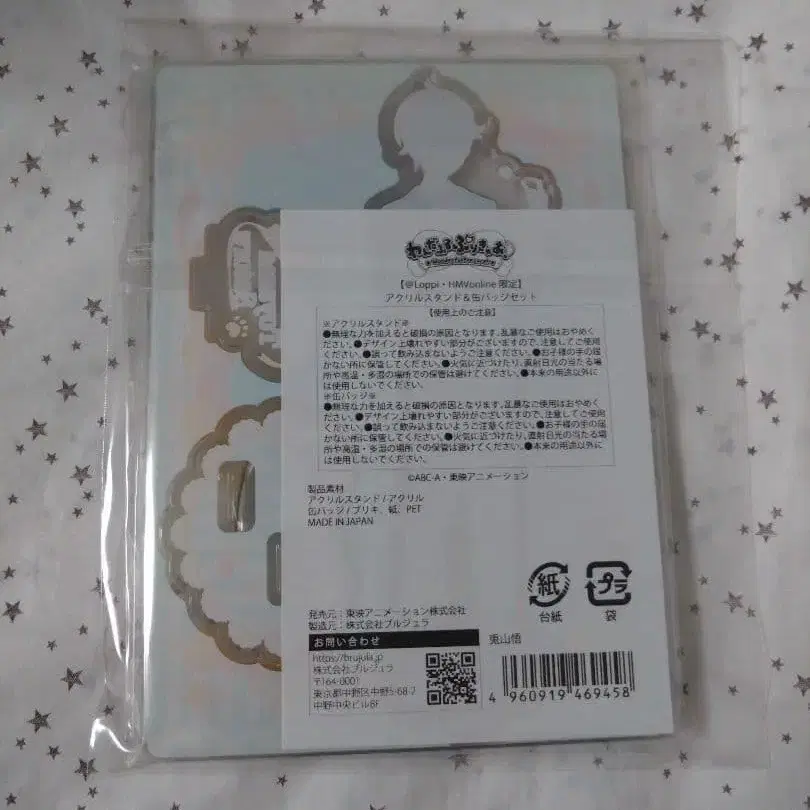 わんだふるぷりきゅあ!
Wonderful Precure!
【@Loppi・HMVonline 限定】
アクリルスタンド&缶バッジセット
【使用上のご注意】
※アクリルスタンド※
●無理な力を加えると破損の原因となります。乱暴なご使用はおやめく
ださい。●デザイン上壊れやすい部分がございますので、注意してご使用
ください。●誤って飲み込まないようご注意ください。●お子様の手の届
かない所に保管してください。●火気に近づけたり、直射日光の当たる場
所や高温・多湿の場所での保管は避けてください。●本来の用途以外に
は使用しないでください。
※缶バッジ※
●無理な力を加えると破損の原因となります。乱暴なご使用はおやめく
ださい。●デザイン上壊れやすい部分がございますので、注意してご使用
ください。●誤って飲み込まないようご注意ください。●お子様の手の届
かない所に保管してください。●火気に近づけたり、直射日光の当たる場
所や高温・多湿の場所での保管は避けてください。●本来の用途以外に
は使用しないでください。
©ABC-A・東映アニメーション
製品素材
アクリルスタンド/アクリル
缶バッジ/ブリキ、紙、PET
MADE IN JAPAN
紙
台紙
プラ
袋
発売元:東映アニメーション株式会社
製造元:株式会社ブルジュラ
お問い合わせ
https://brujula.jp
株式会社ブルジュラ
〒164-0001
東京都中野区中野5-68-7
中野中央ビル8F
兎山悟
4 960919 469458